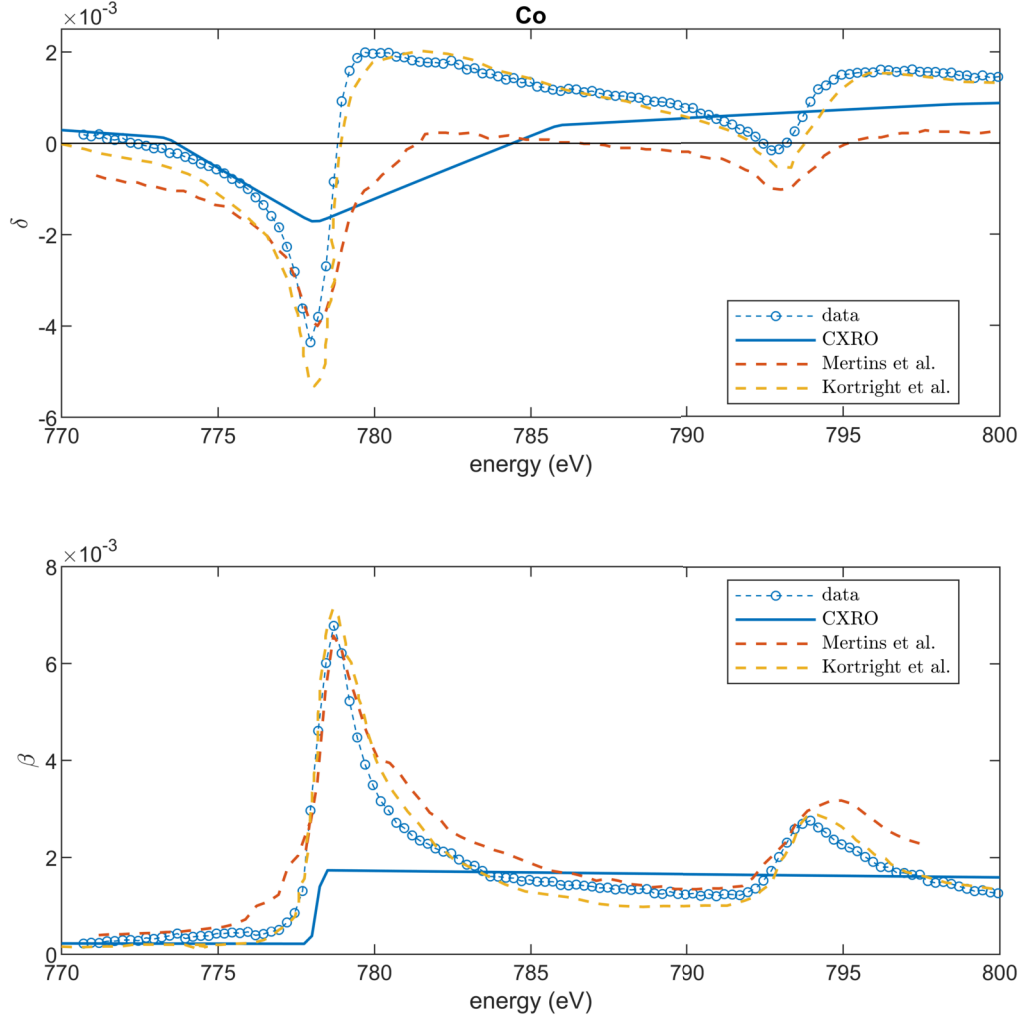 Co
×10⁻³
2
0
-2
-4
-6
δ
770 775 780 785 790 795 800
energy (eV)
data
CXRO
Mertins et al.
Kortright et al.
×10⁻³
8
6
4
2
0
β
770 775 780 785 790 795 800
energy (eV)
data
CXRO
Mertins et al.
Kortright et al.